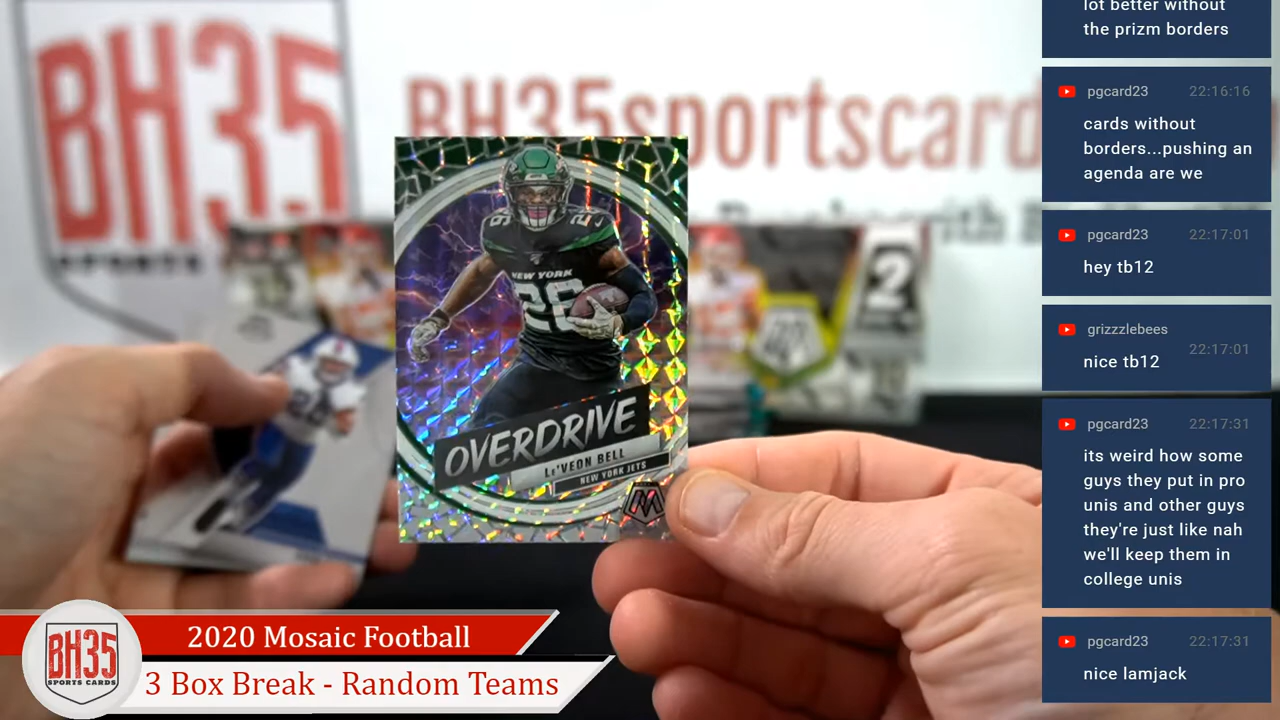 BH35
SPORTS
BH35sportscard
2
26
NEW YORK
26
OVERDRIVE
LE'VEON BELL
NEW YORK JETS
M
BH35
SPORTS CARDS
2020 Mosaic Football
3 Box Break - Random Teams
lot better without
the prizm borders
pgcard23 22:16:16
cards without
borders...pushing an
agenda are we
pgcard23 22:17:01
hey tb12
grizzzlebees 22:17:01
nice tb12
pgcard23 22:17:31
its weird how some
guys they put in pro
unis and other guys
they're just like nah
we'll keep them in
college unis
pgcard23 22:17:31
nice lamjack